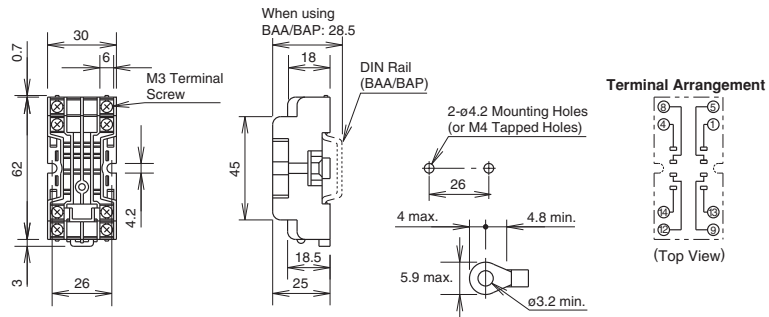 When using
BAA/BAP: 28.5
30
6
18
0.7
M3 Terminal
Screw
DIN Rail
(BAA/BAP)
Terminal Arrangement
2-ø4.2 Mounting Holes
(or M4 Tapped Holes)
8
5
4
1
62
45
4.2
26
4 max.
4.8 min.
14
13
12
9
(Top View)
18.5
5.9 max.
3
26
25
ø3.2 min.